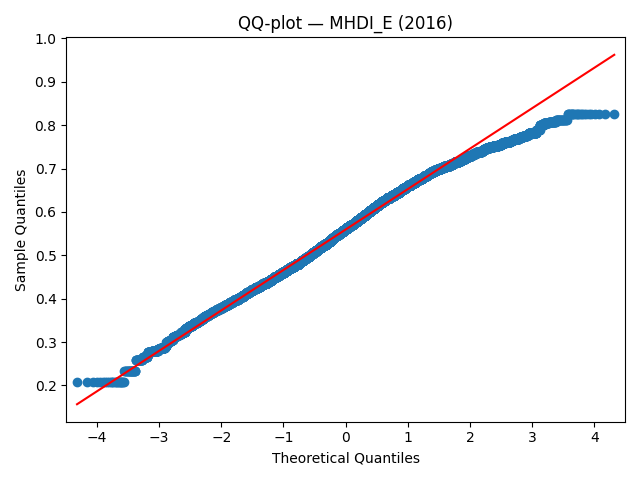 QQ-plot — MHDI_E (2016)
1.0
0.9
0.8
0.7
0.6
0.5
0.4
0.3
0.2
Sample Quantiles
−4 −3 −2 −1 0 1 2 3 4
Theoretical Quantiles